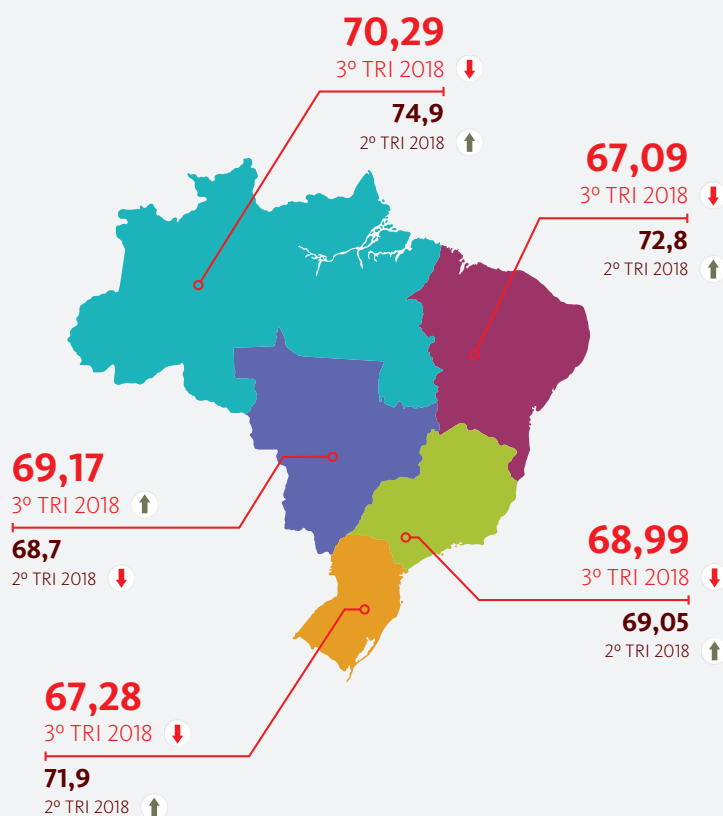 70,29
3º TRI 2018
74,9
2º TRI 2018
67,09
3º TRI 2018
72,8
2º TRI 2018
69,17
3º TRI 2018
68,7
2º TRI 2018
68,99
3º TRI 2018
69,05
2º TRI 2018
67,28
3º TRI 2018
71,9
2º TRI 2018